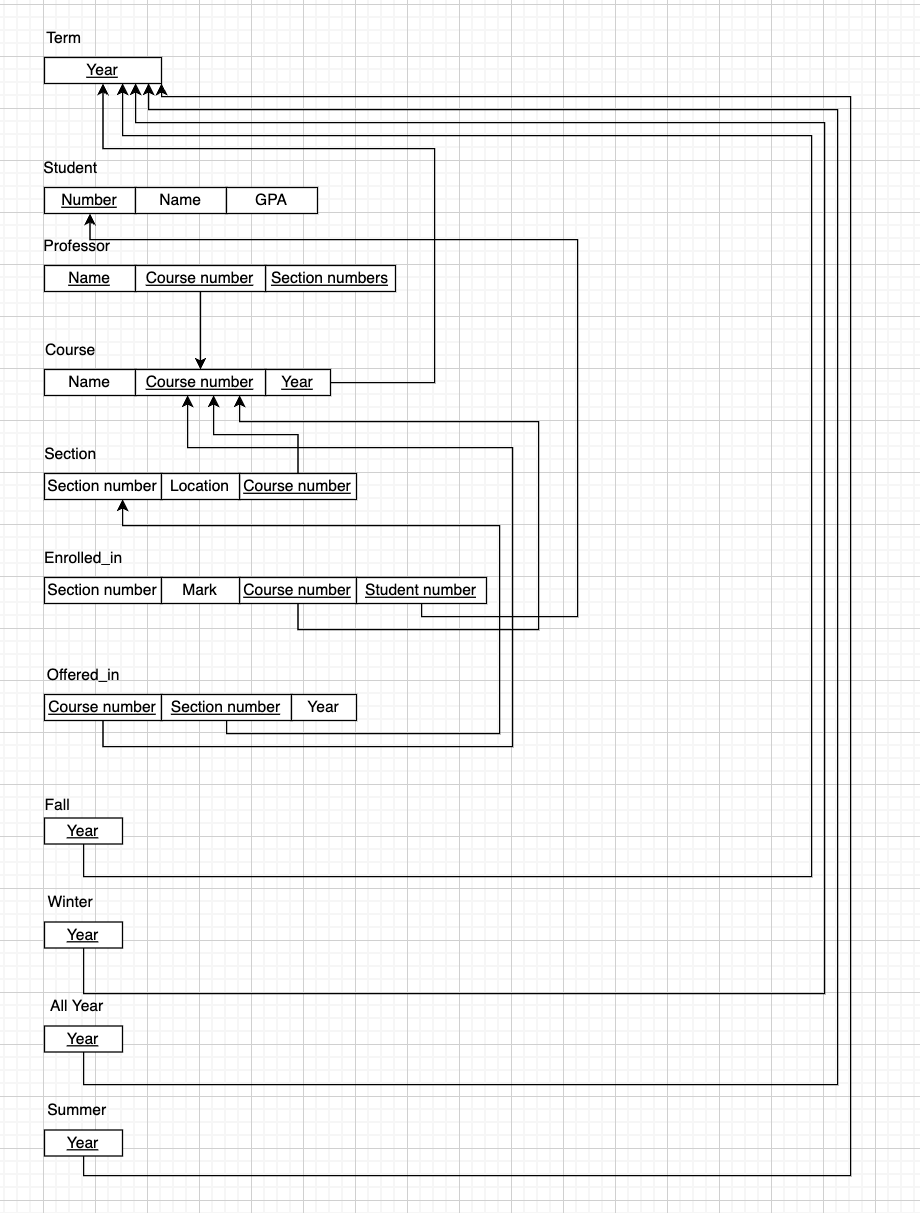 Term
Year
Student
Number Name GPA
Professor
Name Course number Section numbers
Course
Name Course number Year
Section
Section number Location Course number
Enrolled_in
Section number Mark Course number Student number
Offered_in
Course number Section number Year
Fall
Year
Winter
Year
All Year
Year
Summer
Year